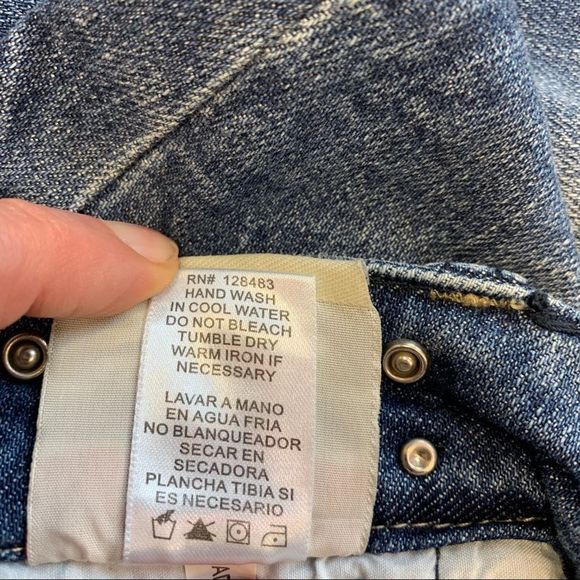 RN# 128483
HAND WASH
IN COOL WATER
DO NOT BLEACH
TUMBLE DRY
WARM IRON IF
NECESSARY
LAVAR A MANO
EN AGUA FRIA
NO BLANQUEADOR
SECAR EN
SECADORA
PLANCHA TIBIA SI
ES NECESARIO